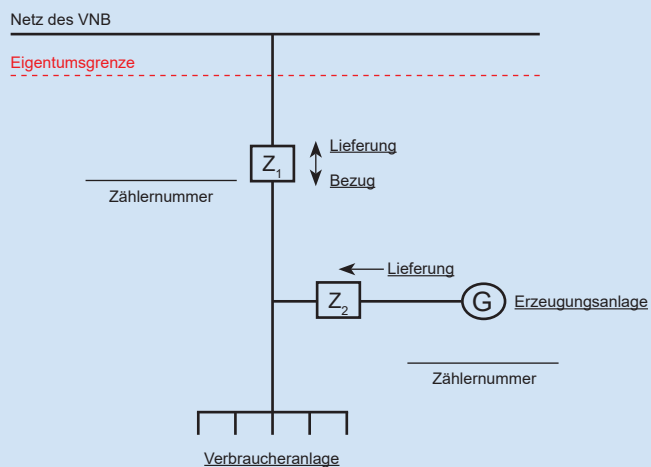 Netz des VNB
Eigentumsgrenze
Lieferung
Z₁
Bezug
Zählernummer
Lieferung
Z₂
G
Erzeugungsanlage
Zählernummer
Verbraucheranlage